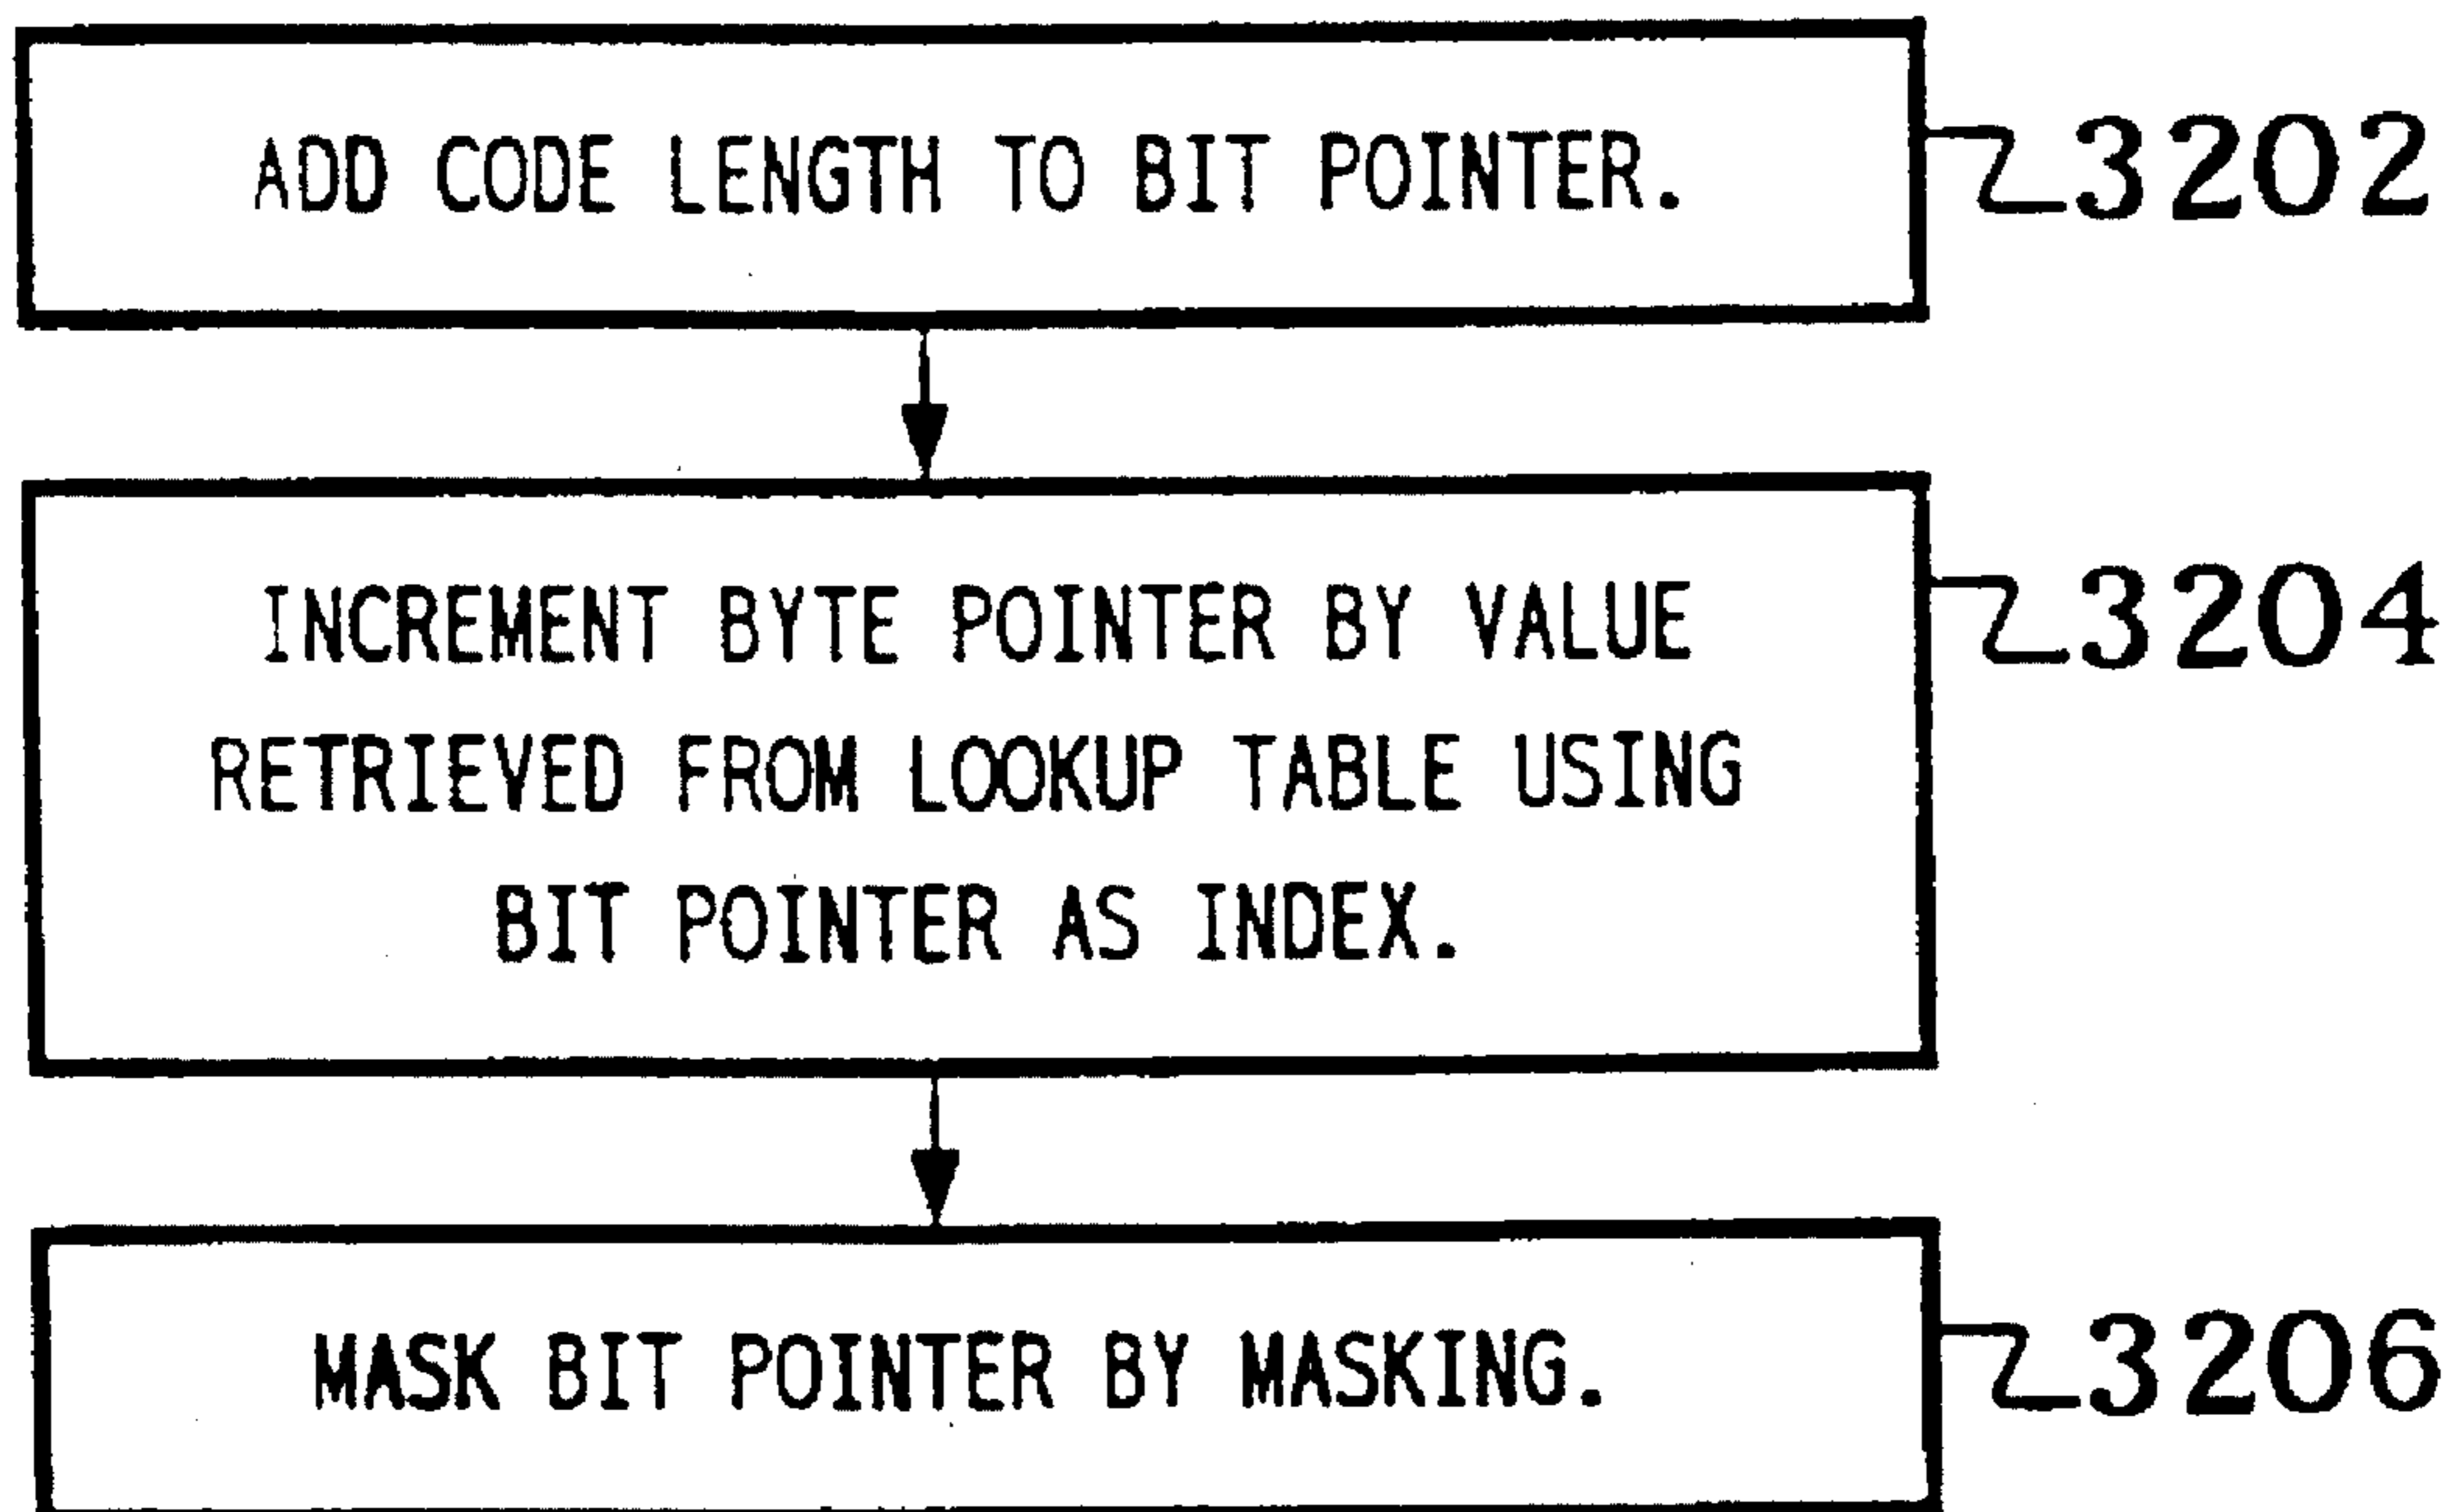 ADD CODE LENGTH TO BIT POINTER.
3202
INCREMENT BYTE POINTER BY VALUE
3204
RETRIEVED FROM LOOKUP TABLE USING
BIT POINTER AS INDEX.
MASK BIT POINTER BY MASKING.
3206